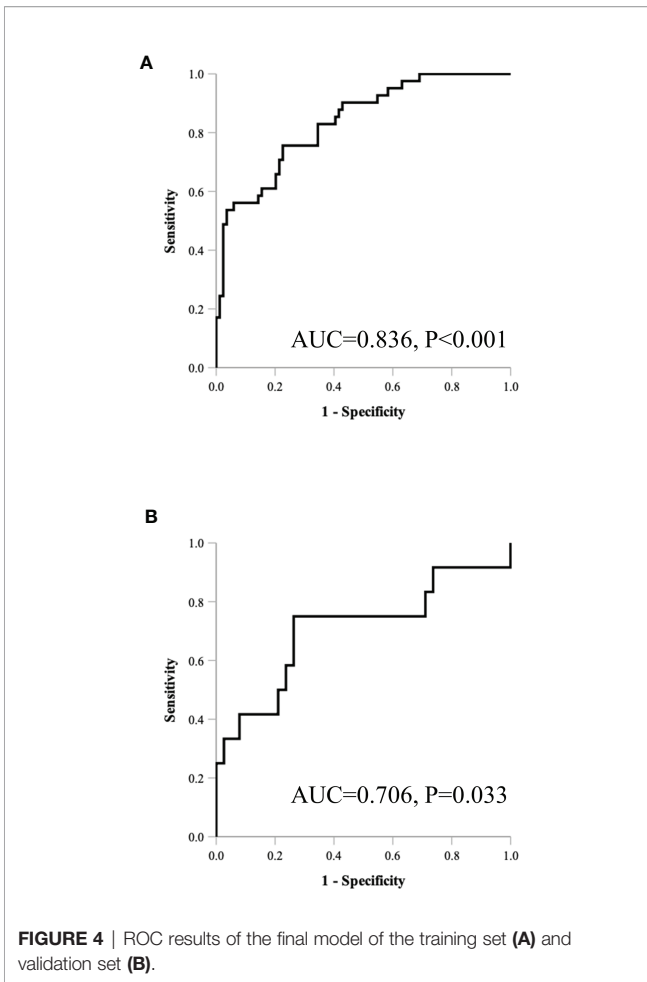 A
1.0
0.8
0.6
0.4
0.2
0.0
Sensitivity
AUC=0.836, P<0.001
0.0 0.2 0.4 0.6 0.8 1.0
1 - Specificity
B
1.0
0.8
0.6
0.4
0.2
0.0
Sensitivity
AUC=0.706, P=0.033
0.0 0.2 0.4 0.6 0.8 1.0
1 - Specificity
FIGURE 4 | ROC results of the final model of the training set (A) and
validation set (B).